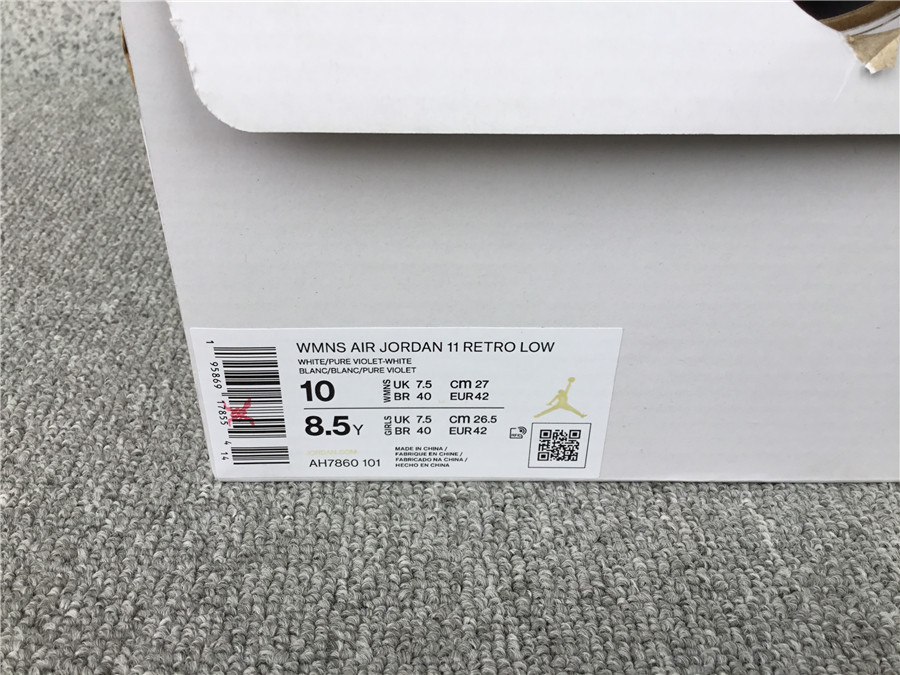 WMNS AIR JORDAN 11 RETRO LOW
WHITE/PURE VIOLET-WHITE
BLANC/BLANC/PURE VIOLET
10 WMNS UK 7.5 CM 27
BR 40 EUR 42
8.5Y GIRLS UK 7.5 CM 26.5
BR 40 EUR 42
MADE IN CHINA /
FABRIQUE EN CHINE /
FABRICADO NA CHINA /
HECHO EN CHINA
AH7860 101
1 95869 17855 4 14